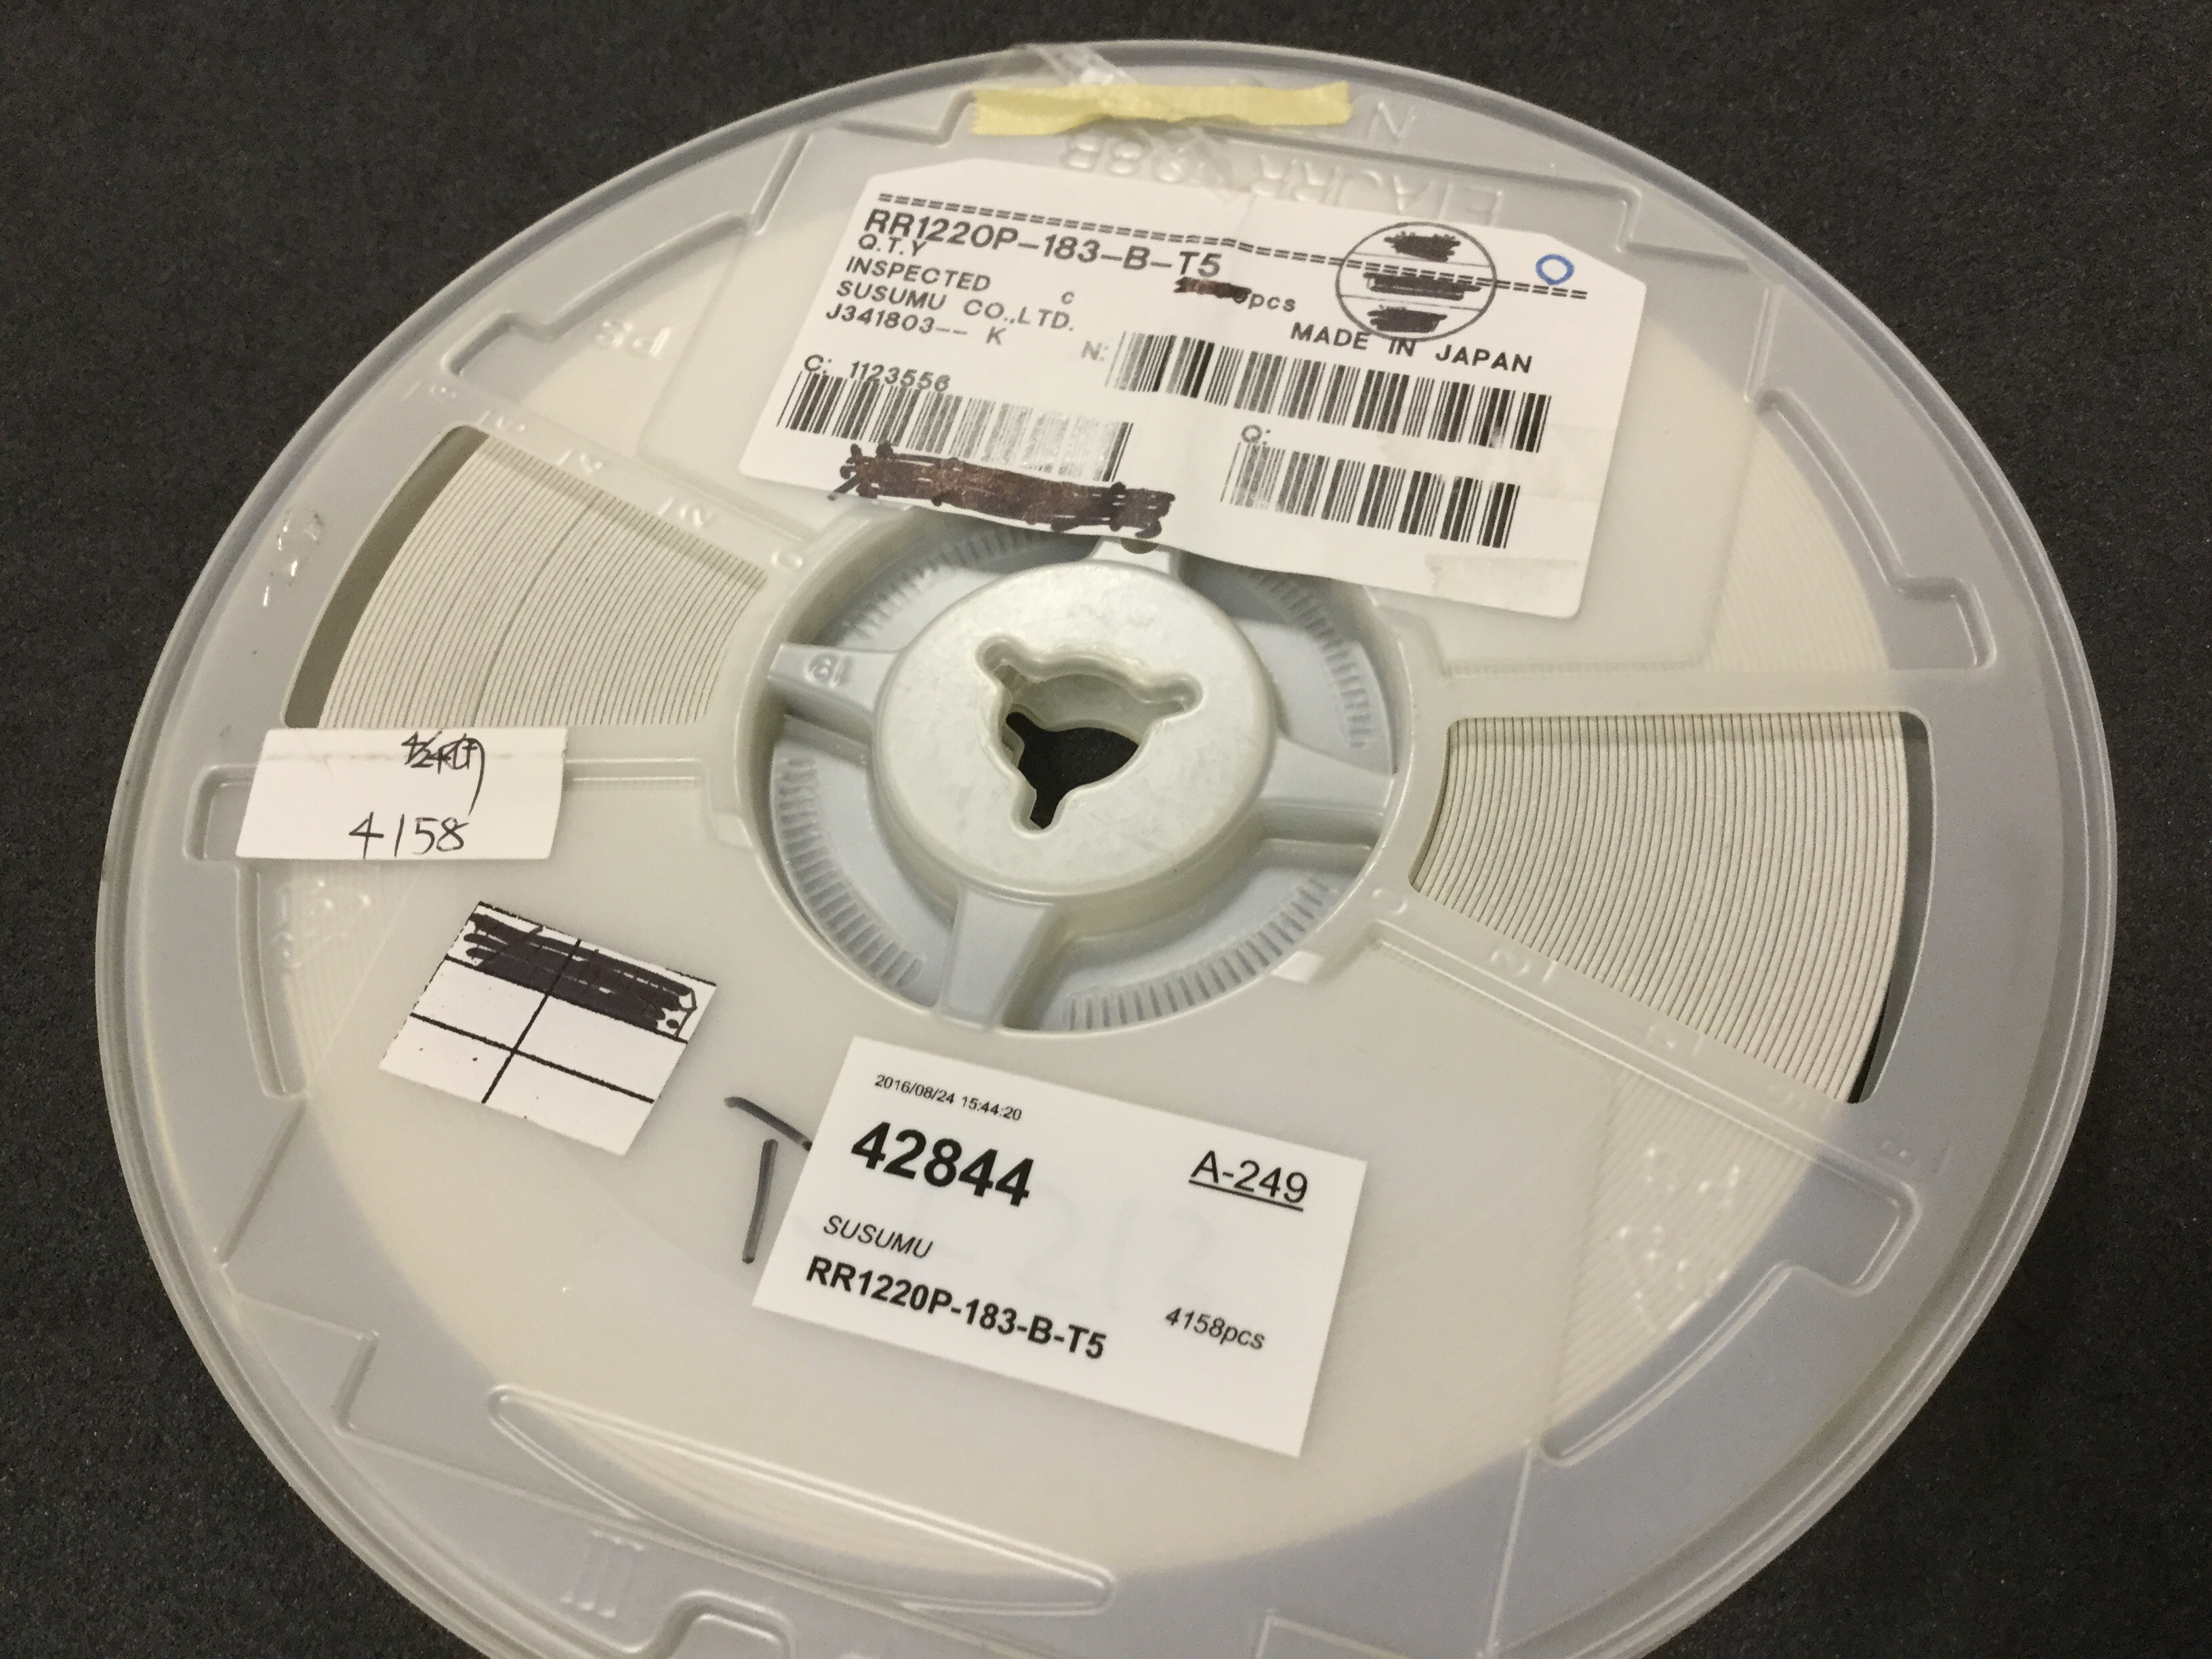 RR1220P-183-B-T5
Q.T.Y pcs
INSPECTED c
SUSUMU CO.,LTD.
J341803-- K
MADE IN JAPAN
N:
C: 1123556
Q:
4158
2016/08/24 15:44:20
42844
A-249
SUSUMU
RR1220P-183-B-T5
4158pcs